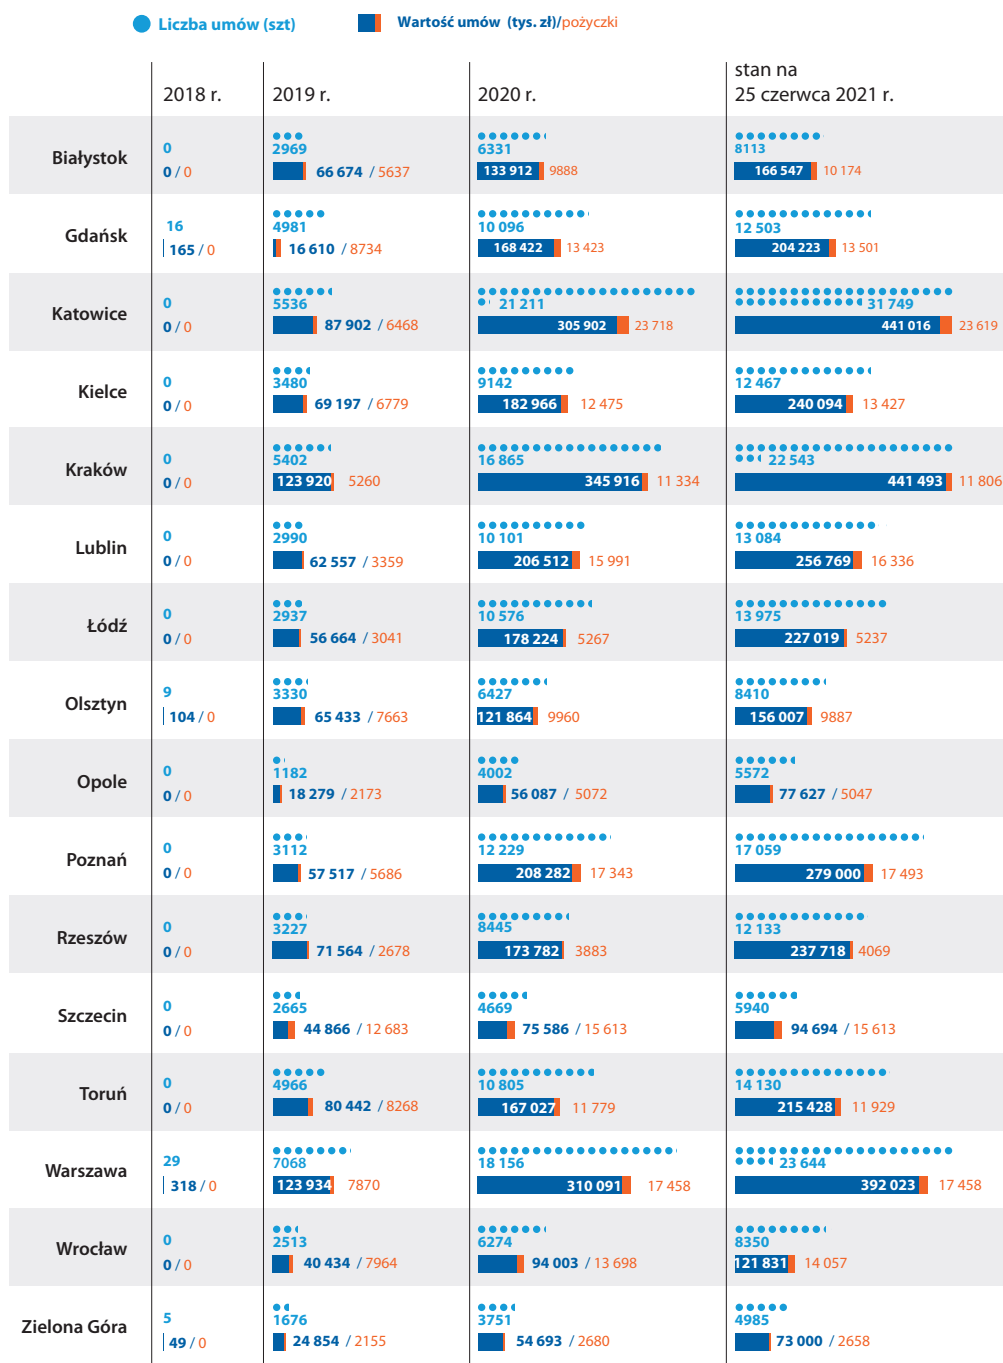 Liczba umów (szt)
Wartość umów (tys. zł)/pożyczki
2018 r.
2019 r.
2020 r.
stan na
25 czerwca 2021 r.
Białystok
0
0 / 0
2969
66 674 / 5637
6331
133 912 9888
8113
166 547 10 174
Gdańsk
16
165 / 0
4981
16 610 / 8734
10 096
168 422 13 423
12 503
204 223 13 501
Katowice
0
0 / 0
5536
87 902 / 6468
21 211
305 902 23 718
31 749
441 016 23 619
Kielce
0
0 / 0
3480
69 197 / 6779
9142
182 966 12 475
12 467
240 094 13 427
Kraków
0
0 / 0
5402
123 920 5260
16 865
345 916 11 334
22 543
441 493 11 806
Lublin
0
0 / 0
2990
62 557 / 3359
10 101
206 512 15 991
13 084
256 769 16 336
Łódź
0
0 / 0
2937
56 664 / 3041
10 576
178 224 5267
13 975
227 019 5237
Olsztyn
9
104 / 0
3330
65 433 / 7663
6427
121 864 9960
8410
156 007 9887
Opole
0
0 / 0
1182
18 279 / 2173
4002
56 087 / 5072
5572
77 627 / 5047
Poznań
0
0 / 0
3112
57 517 / 5686
12 229
208 282 17 343
17 059
279 000 17 493
Rzeszów
0
0 / 0
3227
71 564 / 2678
8445
173 782 3883
12 133
237 718 4069
Szczecin
0
0 / 0
2665
44 866 / 12 683
4669
75 586 / 15 613
5940
94 694 / 15 613
Toruń
0
0 / 0
4966
80 442 / 8268
10 805
167 027 11 779
14 130
215 428 11 929
Warszawa
29
318 / 0
7068
123 934 7870
18 156
310 091 17 458
23 644
392 023 17 458
Wrocław
0
0 / 0
2513
40 434 / 7964
6274
94 003 / 13 698
8350
121 831 14 057
Zielona Góra
5
49 / 0
1676
24 854 / 2155
3751
54 693 / 2680
4985
73 000 / 2658